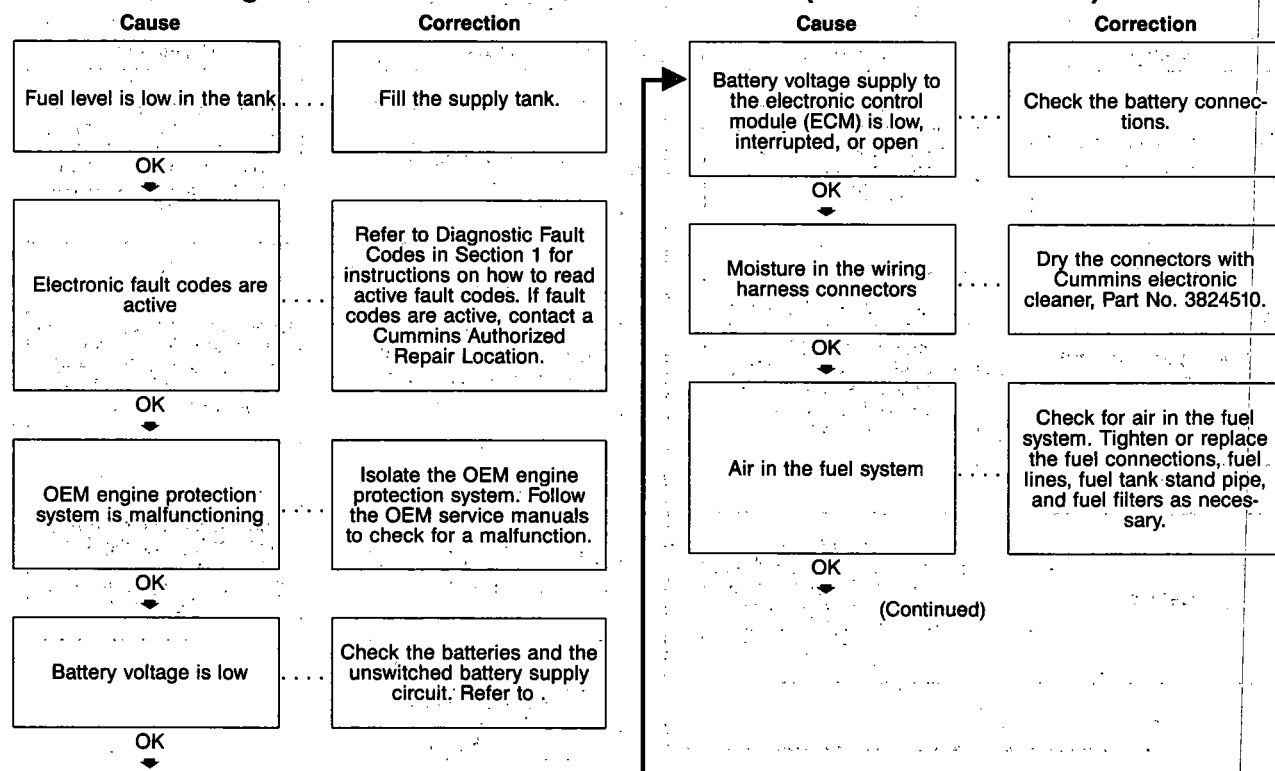 Cause
Correction
Fuel level is low in the tank
Fill the supply tank.
OK
Electronic fault codes are
active
Refer to Diagnostic Fault
Codes in Section 1 for
instructions on how to read
active fault codes. If fault
codes are active, contact a
Cummins Authorized
Repair Location.
OK
OEM engine protection
system is malfunctioning
Isolate the OEM engine
protection system. Follow
the OEM service manuals
to check for a malfunction.
OK
Battery voltage is low
Check the batteries and the
unswitched battery supply
circuit. Refer to .
OK
Cause
Correction
Battery voltage supply to
the electronic control
module (ECM) is low,
interrupted, or open
Check the battery connec-
tions.
OK
Moisture in the wiring
harness connectors
Dry the connectors with
Cummins electronic
cleaner, Part No. 3824510.
OK
Air in the fuel system
Check for air in the fuel
system. Tighten or replace
the fuel connections, fuel
lines, fuel tank stand pipe,
and fuel filters as neces-
sary.
OK
(Continued)